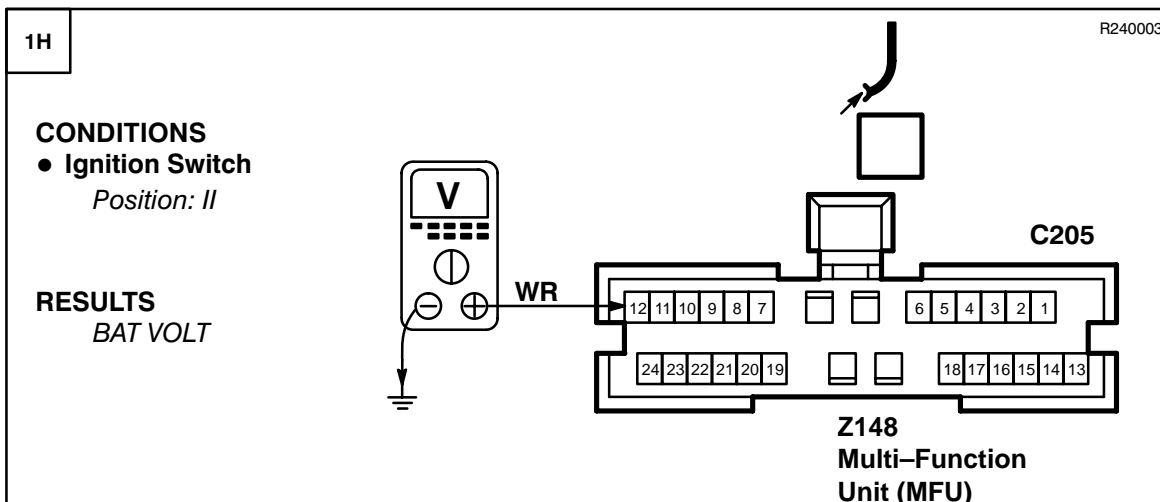 1H
R240003
CONDITIONS
● Ignition Switch
Position: II
RESULTS
BAT VOLT
V
WR
C205
12 11 10 9 8 7 6 5 4 3 2 1
24 23 22 21 20 19 18 17 16 15 14 13
Z148
Multi–Function
Unit (MFU)